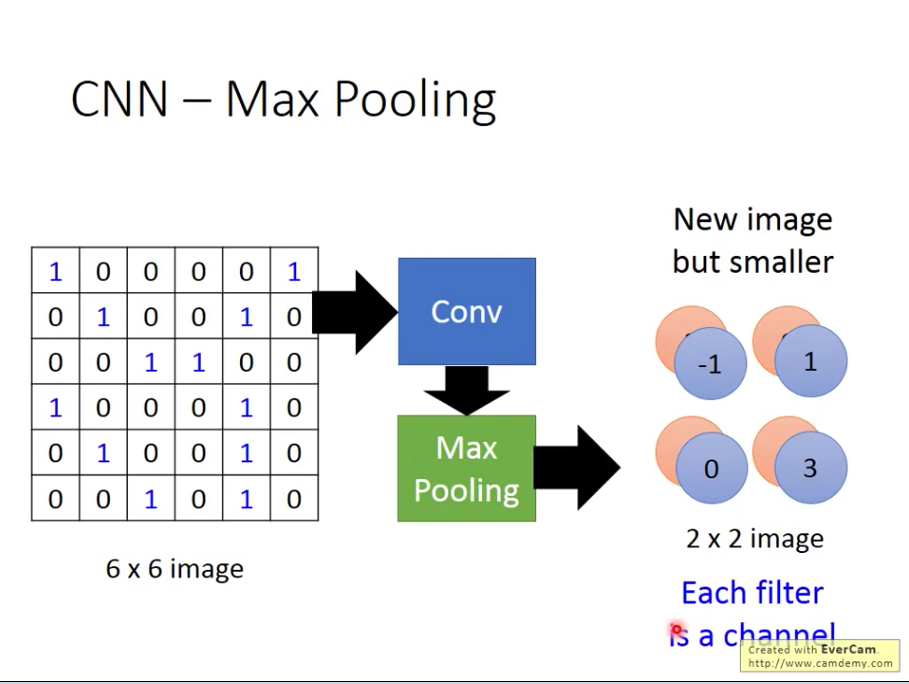 CNN – Max Pooling
1 0 0 0 0 1
0 1 0 0 1 0
0 0 1 1 0 0
1 0 0 0 1 0
0 1 0 0 1 0
0 0 1 0 1 0
6 x 6 image
Conv
Max
Pooling
New image
but smaller
-1 1
0 3
2 x 2 image
Each filter
is a channel
Created with EverCam.
http://www.camdemy.com